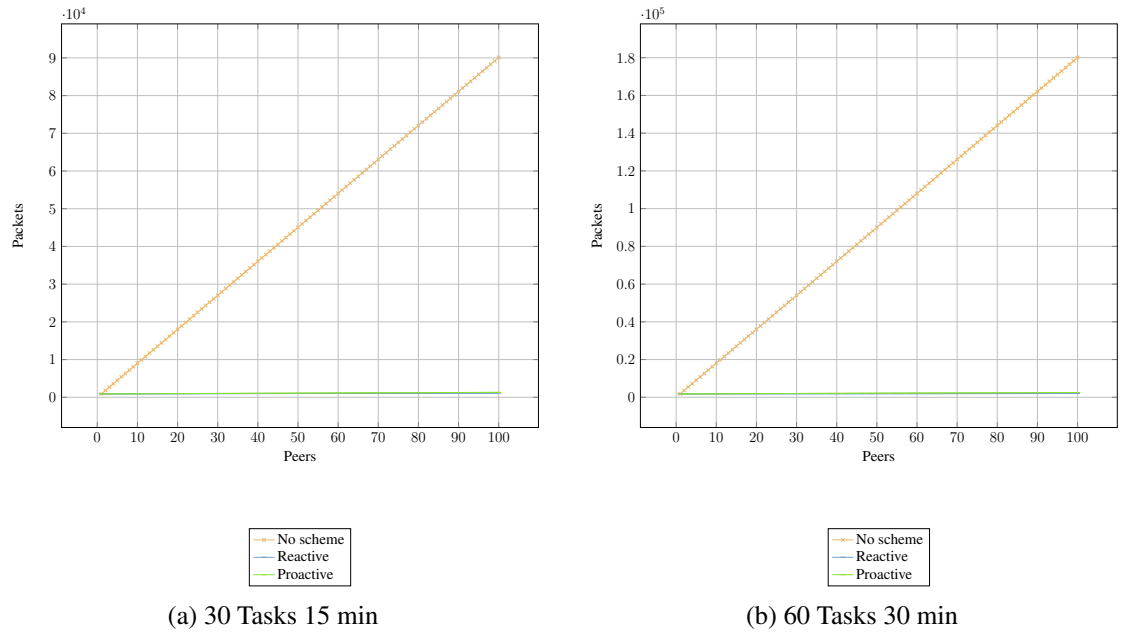 ·10⁴
9
8
7
6
5
4
3
2
1
0
Packets
0 10 20 30 40 50 60 70 80 90 100
Peers
No scheme
Reactive
Proactive
(a) 30 Tasks 15 min
·10⁵
1.8
1.6
1.4
1.2
1
0.8
0.6
0.4
0.2
0
Packets
0 10 20 30 40 50 60 70 80 90 100
Peers
No scheme
Reactive
Proactive
(b) 60 Tasks 30 min